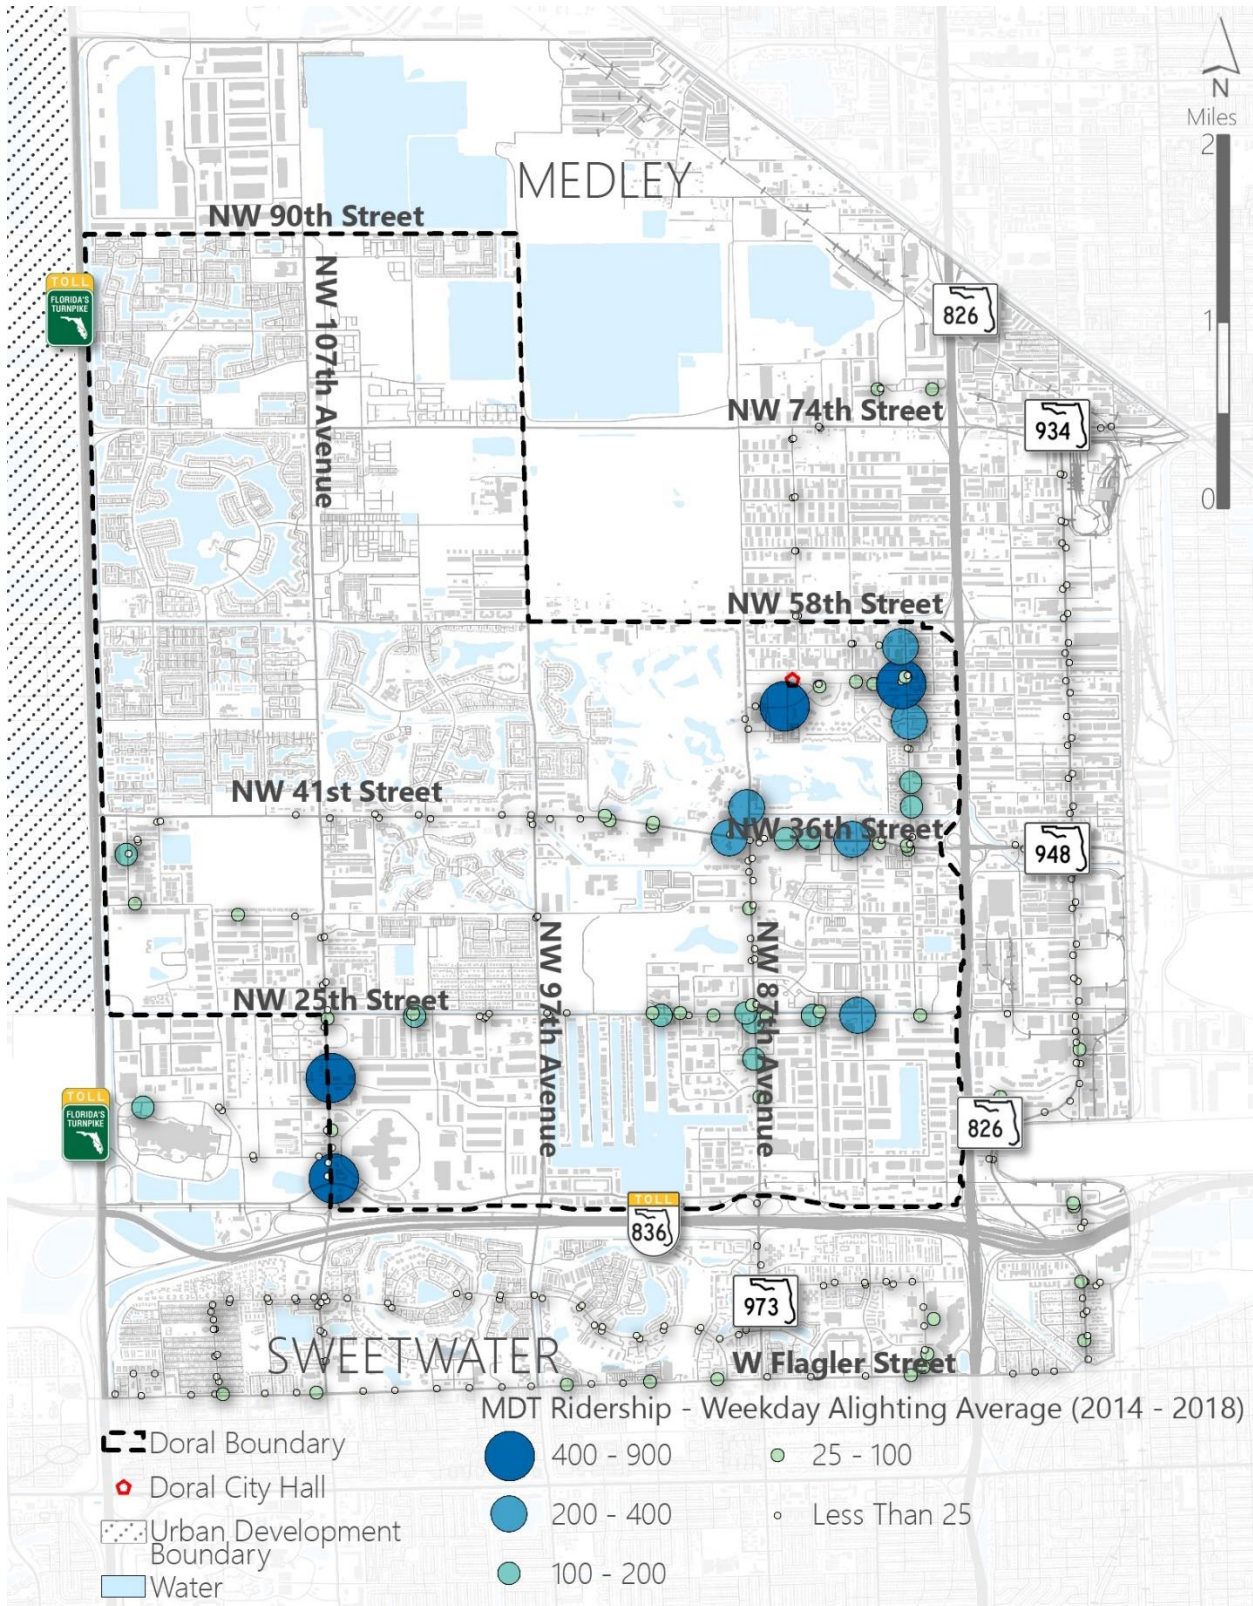 N
Miles
2
MEDLEY
NW 90th Street
TOLL
FLORIDA'S
TURNPIKE
NW 107th Avenue
826
1
NW 74th Street
934
0
NW 58th Street
NW 41st Street
NW 36th Street
948
NW 97th Avenue
NW 87th Avenue
NW 25th Street
TOLL
FLORIDA'S
TURNPIKE
826
TOLL
836
973
SWEETWATER
W Flagler Street
MDT Ridership - Weekday Alighting Average (2014 - 2018)
Doral Boundary
400 - 900
25 - 100
Doral City Hall
200 - 400
Less Than 25
Urban Development
Boundary
100 - 200
Water